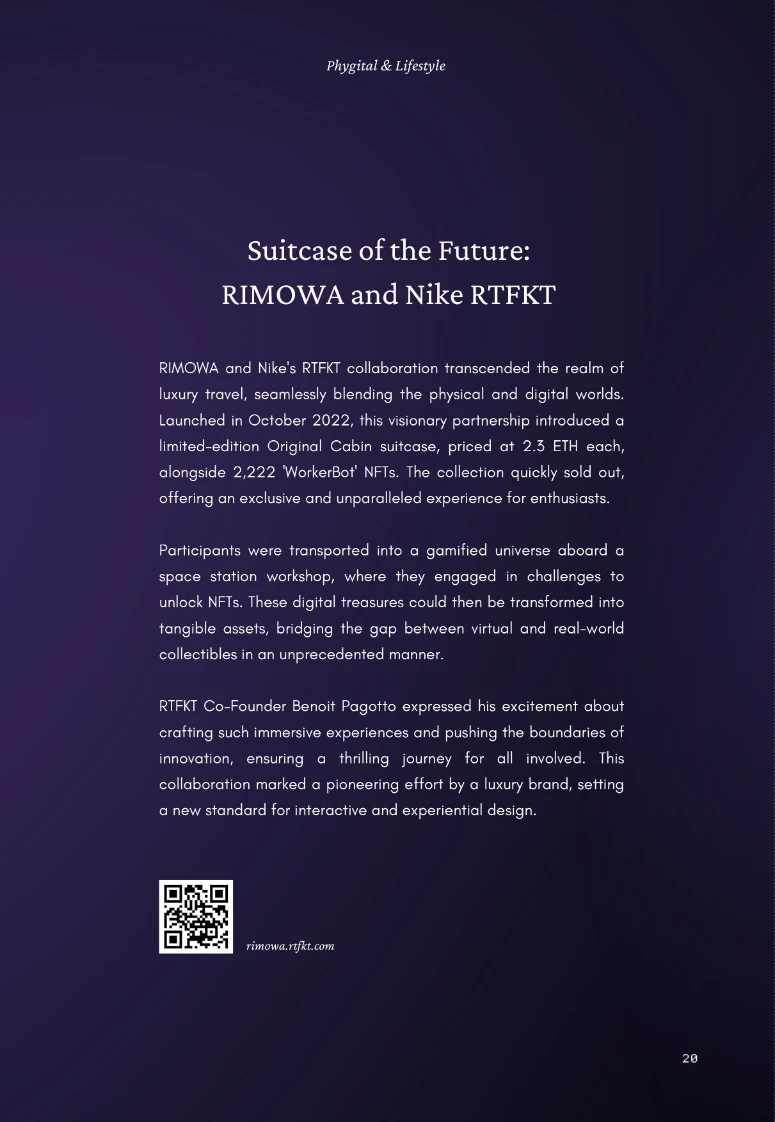 Phygital & Lifestyle
Suitcase of the Future:
RIMOWA and Nike RTFKT
RIMOWA and Nike's RTFKT collaboration transcended the realm of
luxury travel, seamlessly blending the physical and digital worlds.
Launched in October 2022, this visionary partnership introduced a
limited-edition Original Cabin suitcase, priced at 2.3 ETH each,
alongside 2,222 'WorkerBot' NFTs. The collection quickly sold out,
offering an exclusive and unparalleled experience for enthusiasts.
Participants were transported into a gamified universe aboard a
space station workshop, where they engaged in challenges to
unlock NFTs. These digital treasures could then be transformed into
tangible assets, bridging the gap between virtual and real-world
collectibles in an unprecedented manner.
RTFKT Co-Founder Benoit Pagotto expressed his excitement about
crafting such immersive experiences and pushing the boundaries of
innovation, ensuring a thrilling journey for all involved. This
collaboration marked a pioneering effort by a luxury brand, setting
a new standard for interactive and experiential design.
rimowa.rtfkt.com
20